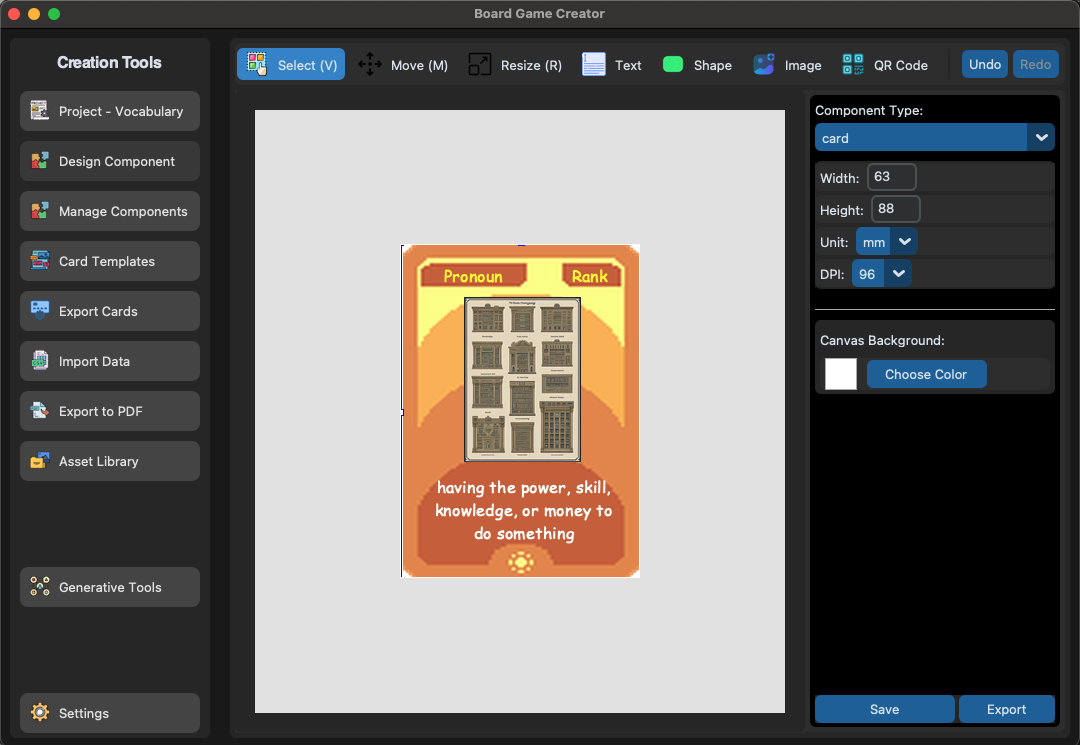 Board Game Creator
Creation Tools
Project - Vocabulary
Design Component
Manage Components
Card Templates
Export Cards
Import Data
Export to PDF
Asset Library
Generative Tools
Settings
Select (V)
Move (M)
Resize (R)
Text
Shape
Image
QR Code
Undo
Redo
Pronoun
Rank
having the power, skill,
knowledge, or money to
do something
Component Type:
card
Width: 63
Height: 88
Unit: mm
DPI: 96
Canvas Background:
Choose Color
Save
Export